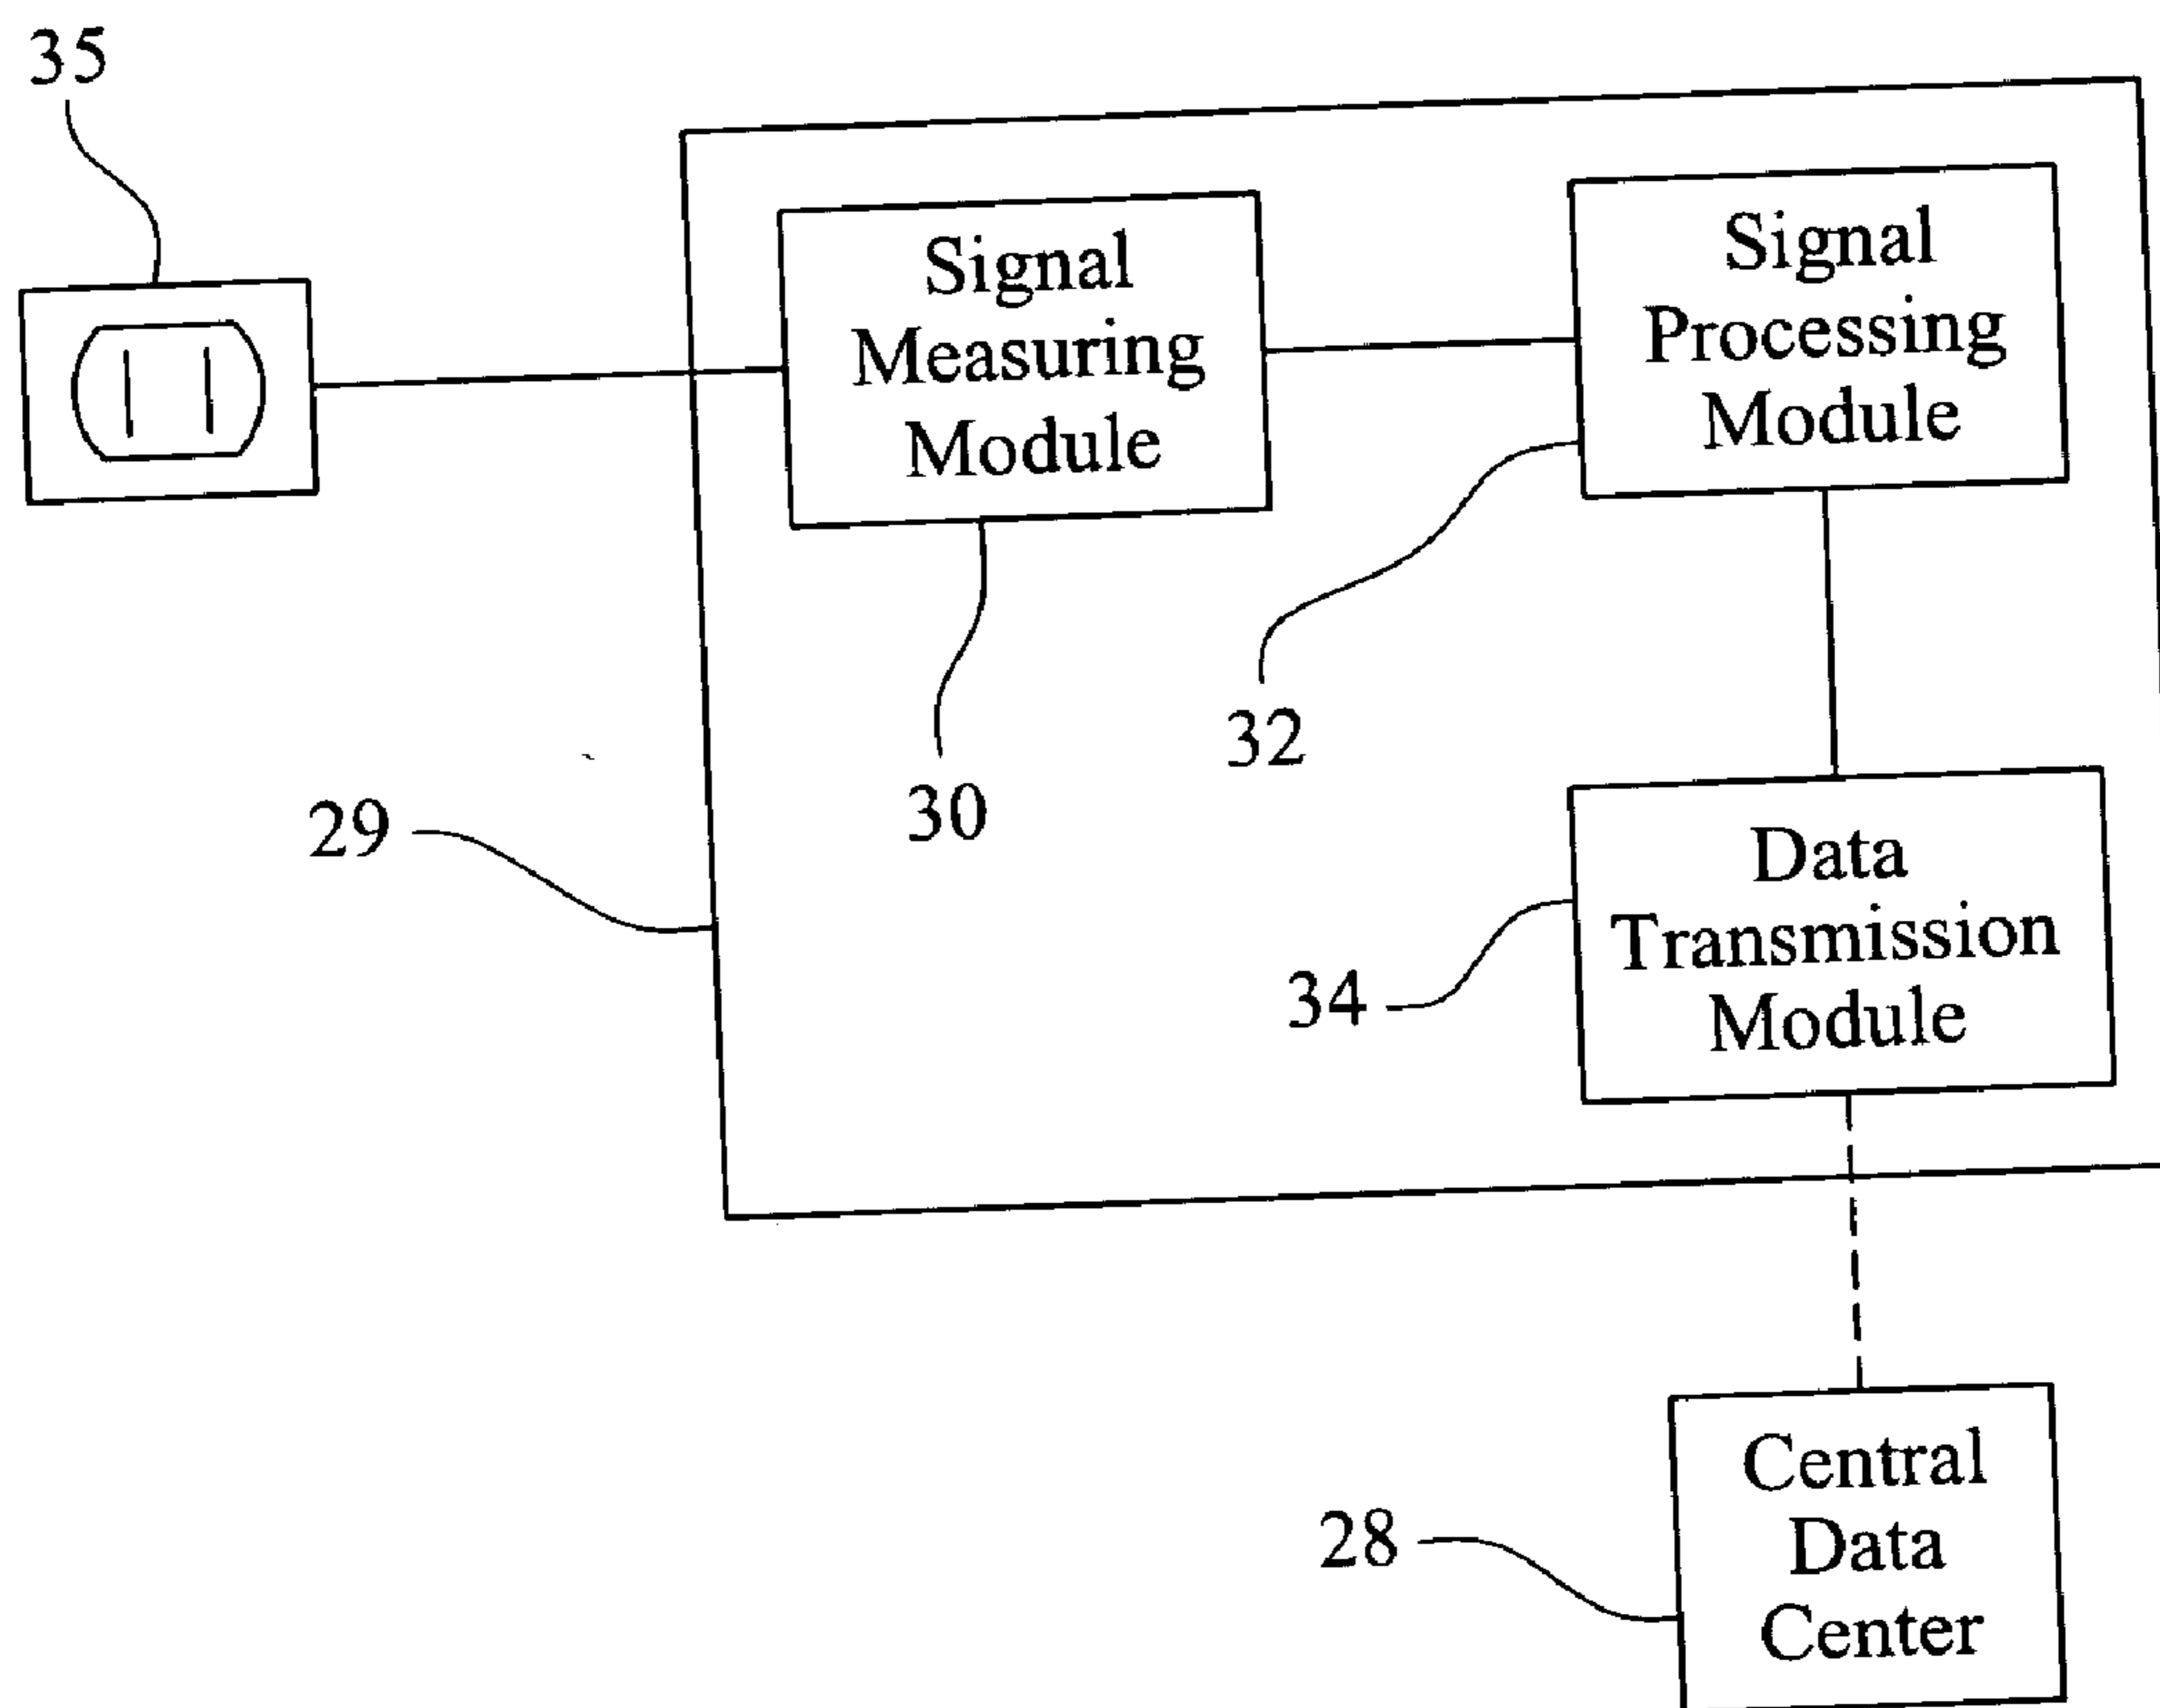 35
Signal
Measuring
Module
Signal
Processing
Module
32
30
29
Data
Transmission
Module
34
Central
Data
Center
28